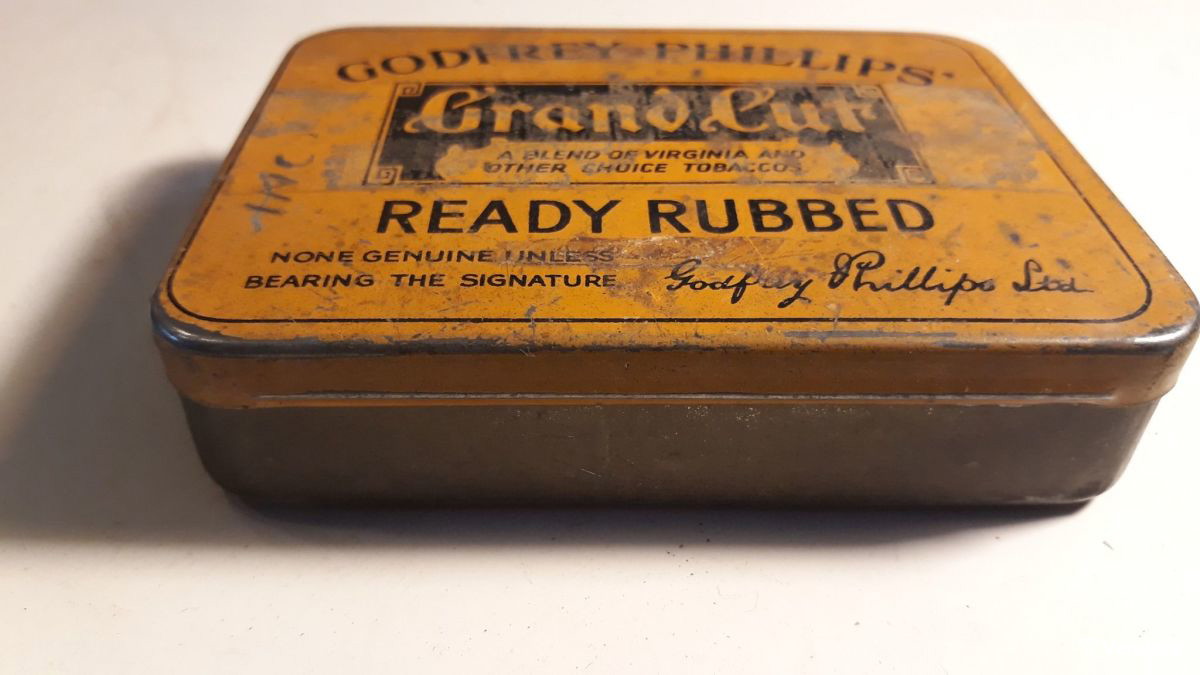 GODFREY PHILLIPS'
Grand Cut
A BLEND OF VIRGINIA AND
OTHER CHOICE TOBACCOS
READY RUBBED
NONE GENUINE UNLESS
BEARING THE SIGNATURE Godfrey Phillips Ltd